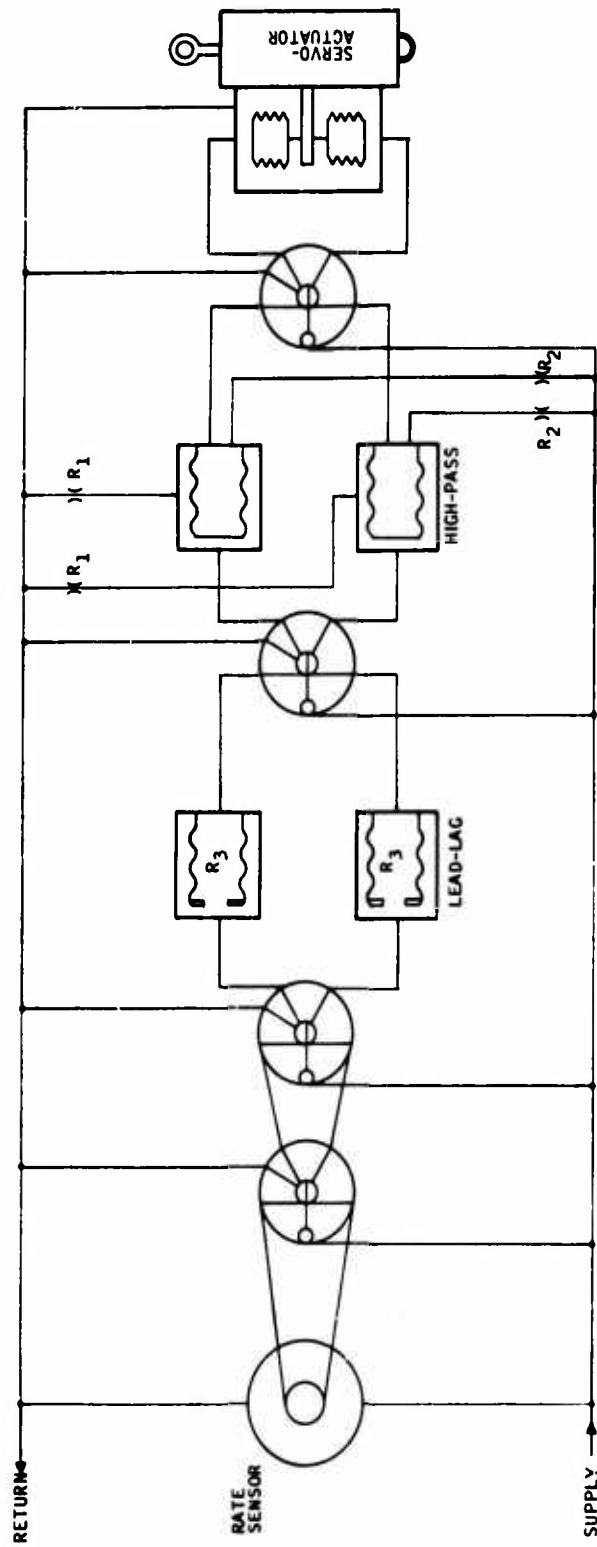 RETURN
RATE
SENSOR
SUPPLY
R3
R3
LEAD-LAG
R1
R1
HIGH-PASS
R2
R2
SERVO-
ACTUATOR